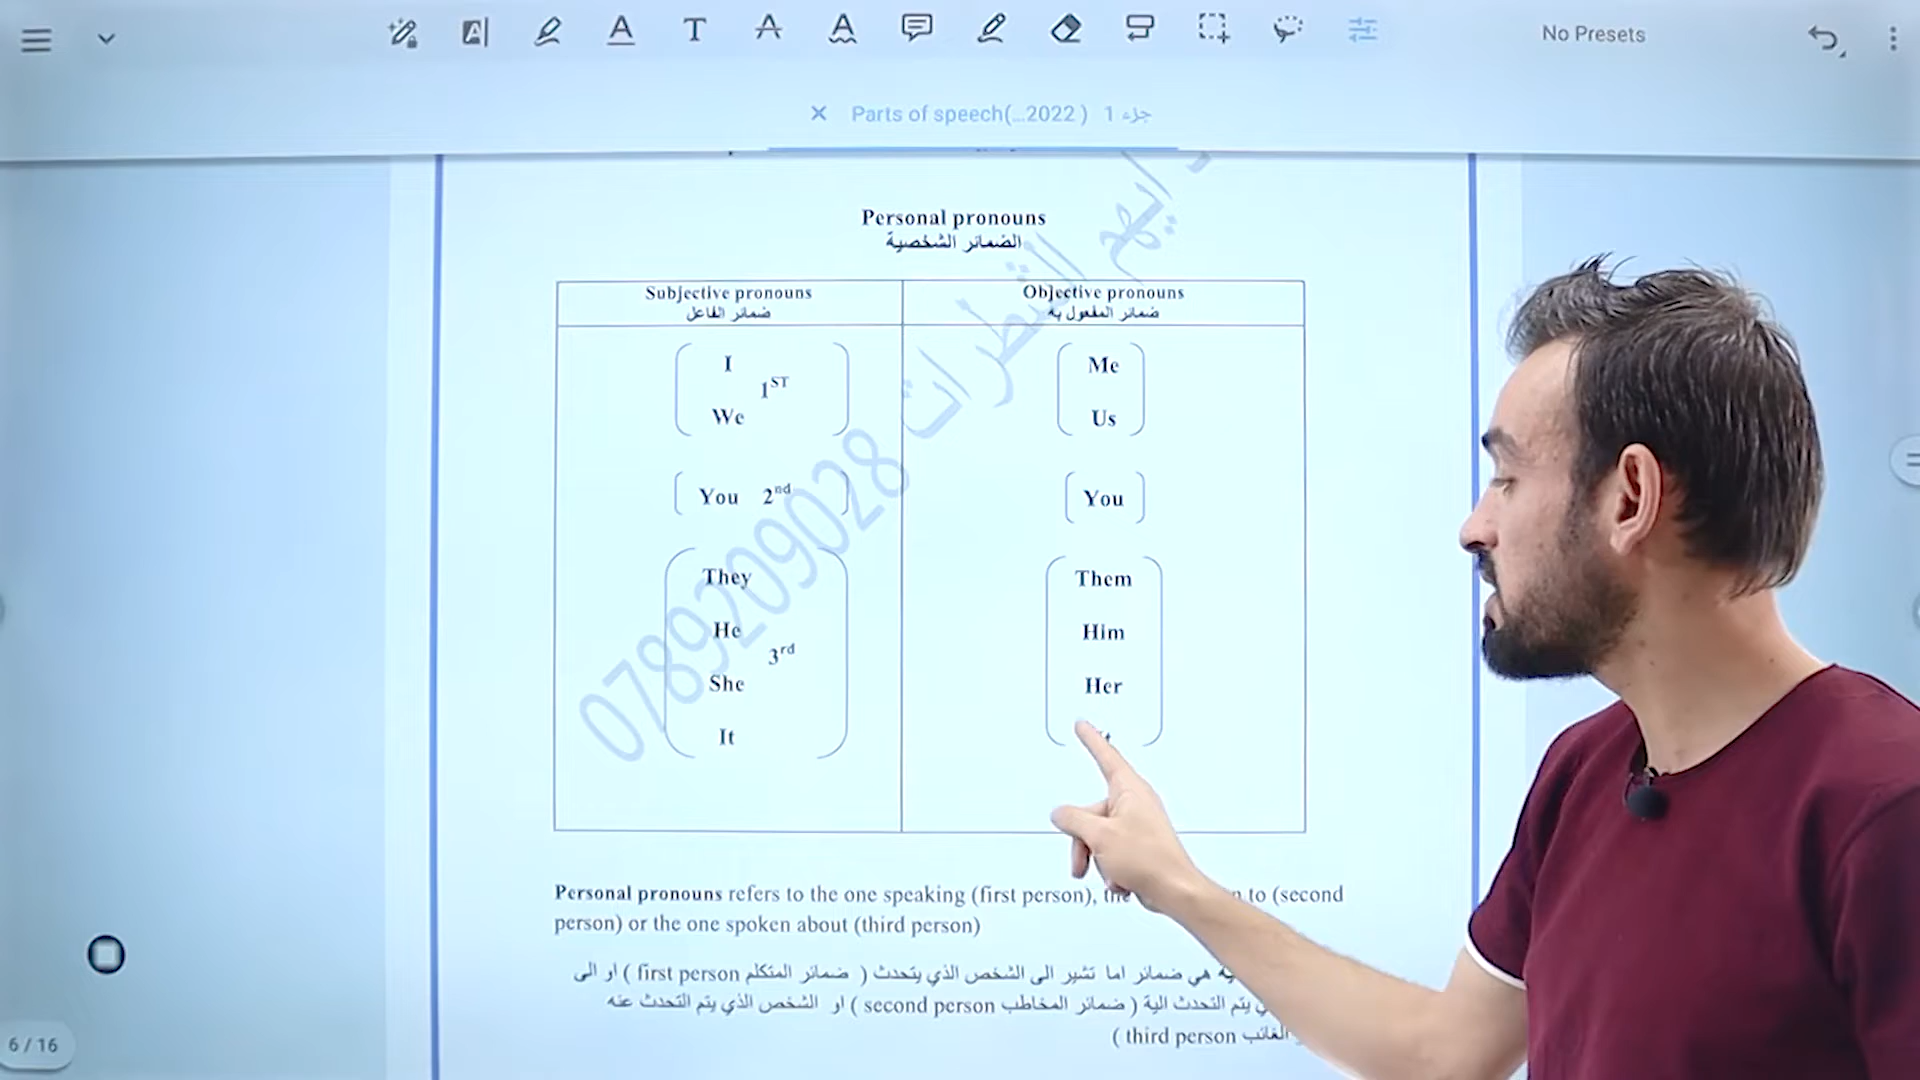 No Presets
Parts of speech(...2022 ) جزء 1
Personal pronouns
الضمائر الشخصية
Subjective pronouns
ضمائر الفاعل
Objective pronouns
ضمائر المفعول به
I
1ST
We
You 2nd
They
He
3rd
She
It
Me
Us
You
Them
Him
Her
Personal pronouns refers to the one speaking (first person), to (second
person) or the one spoken about (third person)
هي ضمائر اما تشير الى الشخص الذي يتحدث ( ضمائر المتكلم first person ) او الى
يتم التحدث الية ( ضمائر المخاطب second person ) او الشخص الذي يتم التحدث عنه
الغائب third person )
0789209028
6 / 16